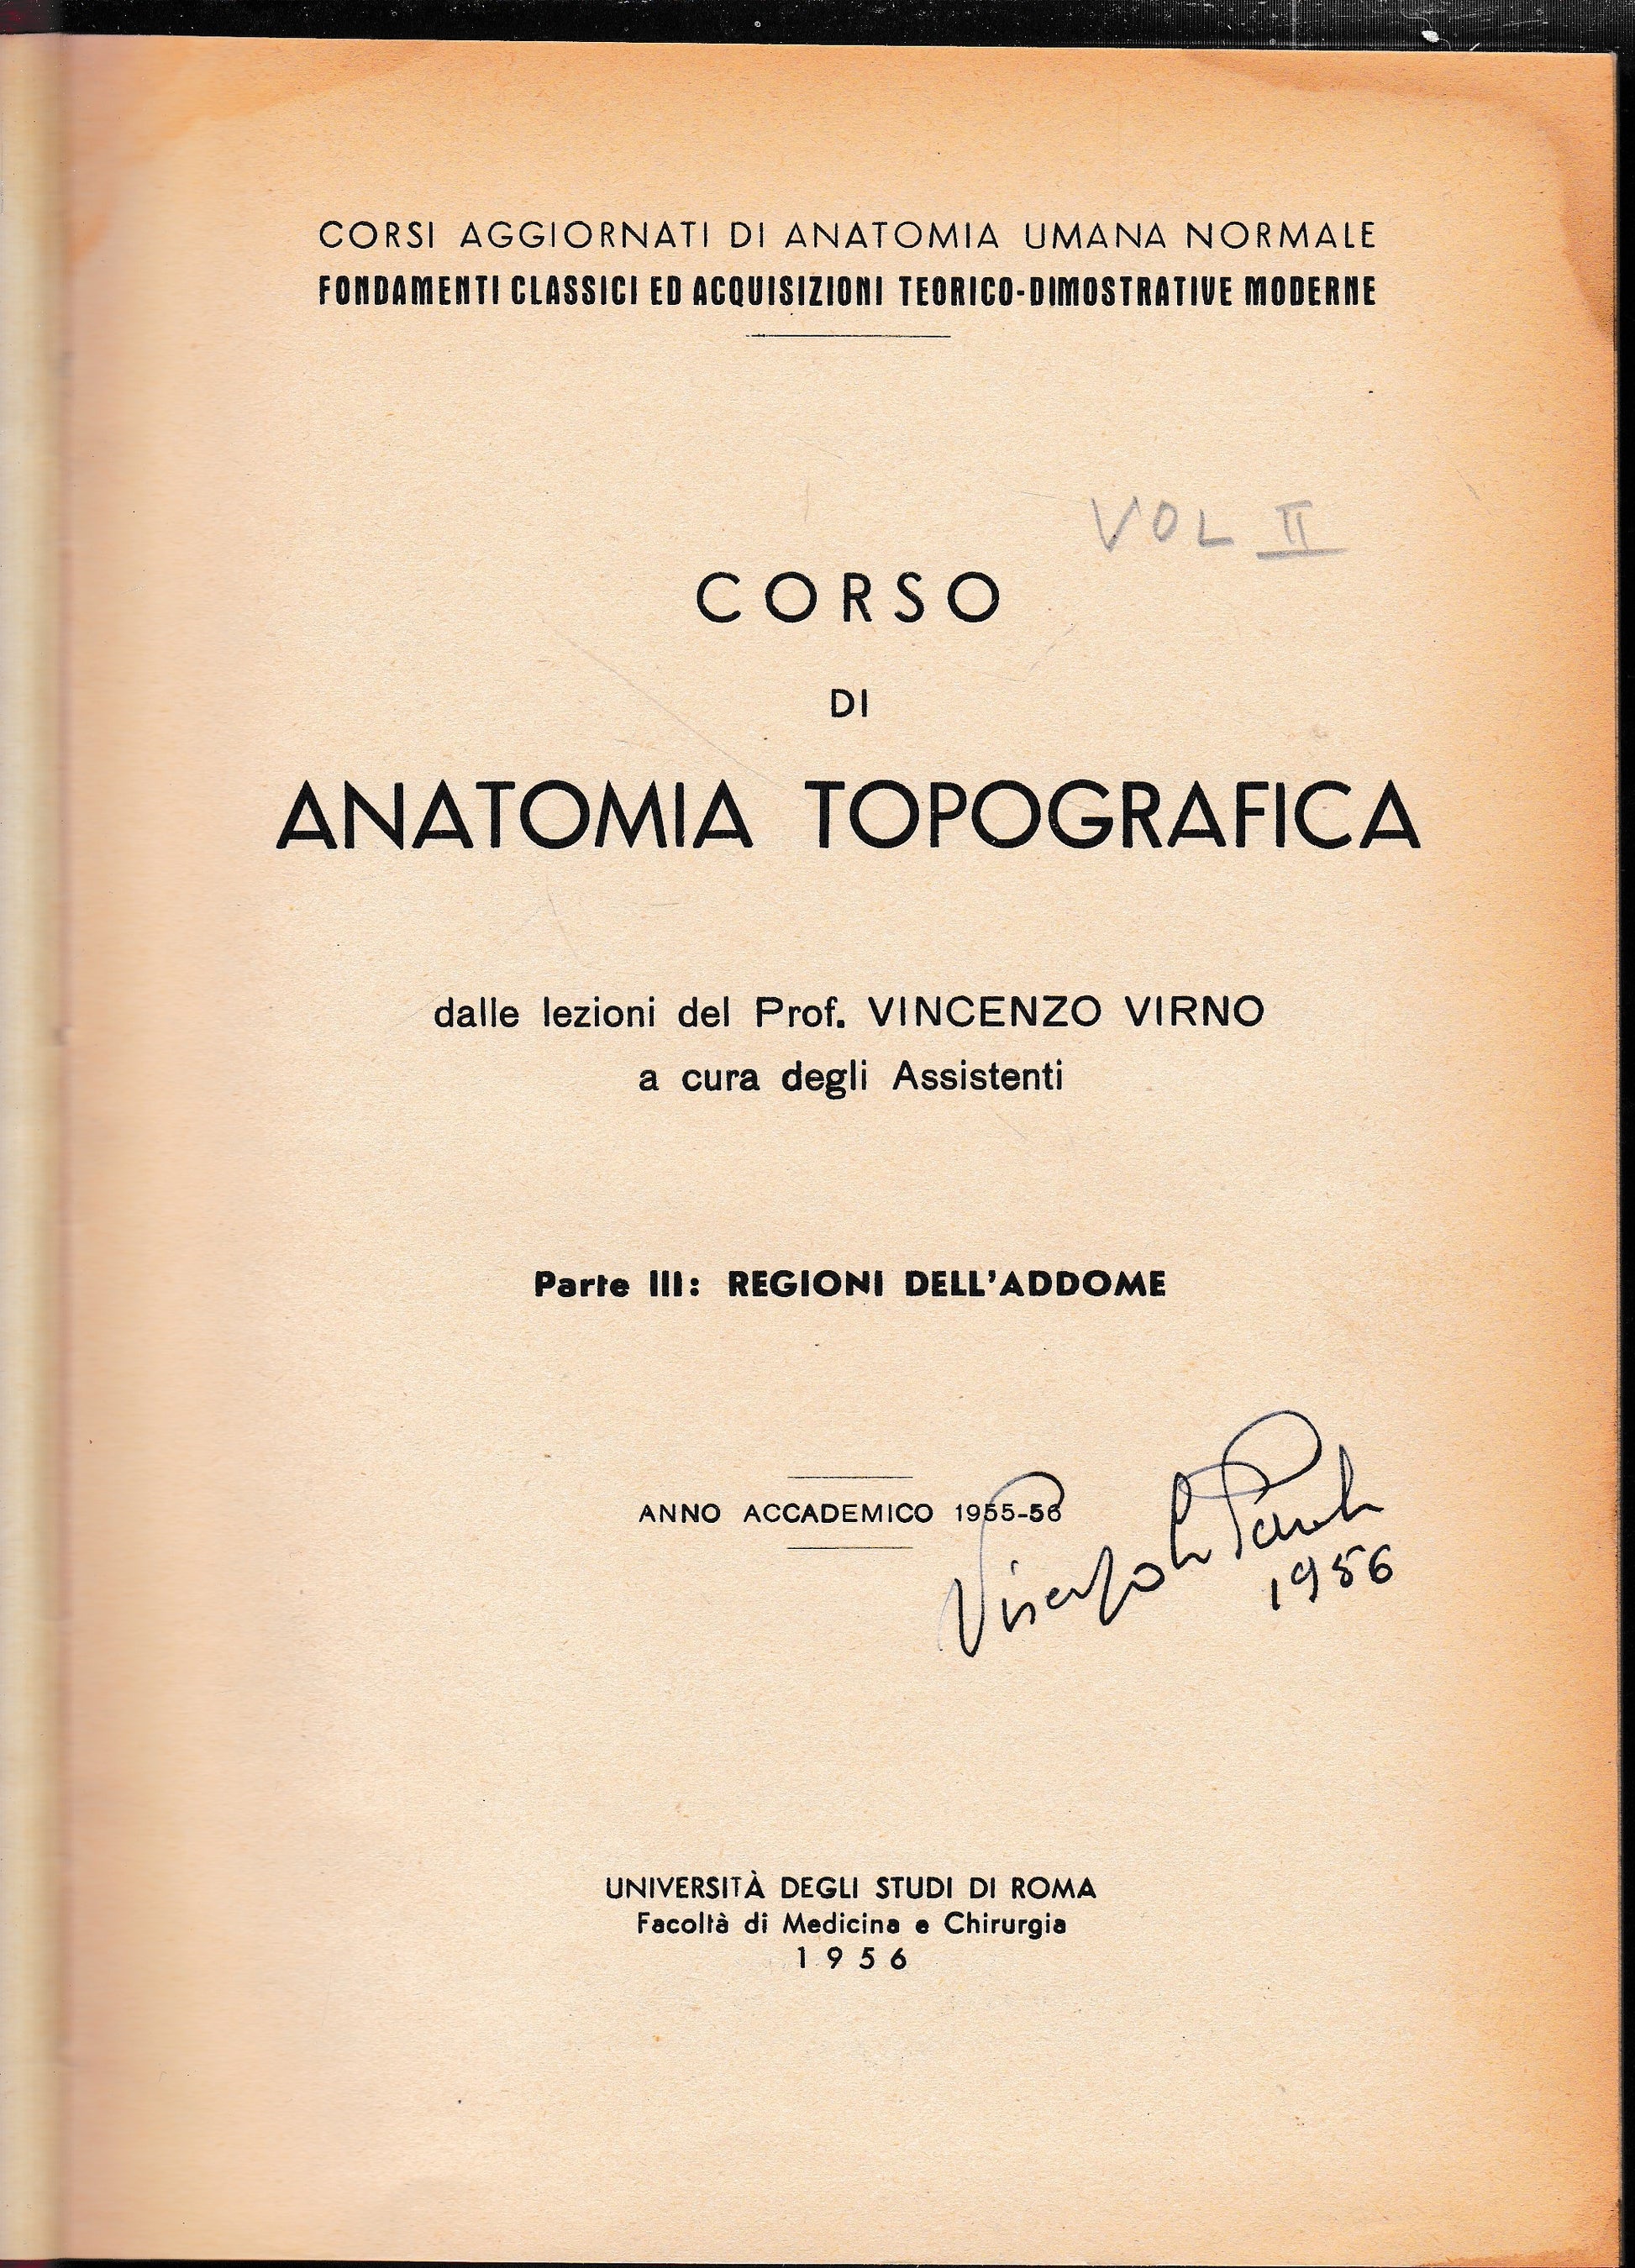 CORSI AGGIORNATI DI ANATOMIA UMANA NORMALE
FONDAMENTI CLASSICI ED ACQUISIZIONI TEORICO-DIMOSTRATIVE MODERNE
VOL II
CORSO
DI
ANATOMIA TOPOGRAFICA
dalle lezioni del Prof. VINCENZO VIRNO
a cura degli Assistenti
Parte III: REGIONI DELL'ADDOME
ANNO ACCADEMICO 1955-56
1956
UNIVERSITÀ DEGLI STUDI DI ROMA
Facoltà di Medicina e Chirurgia
1956